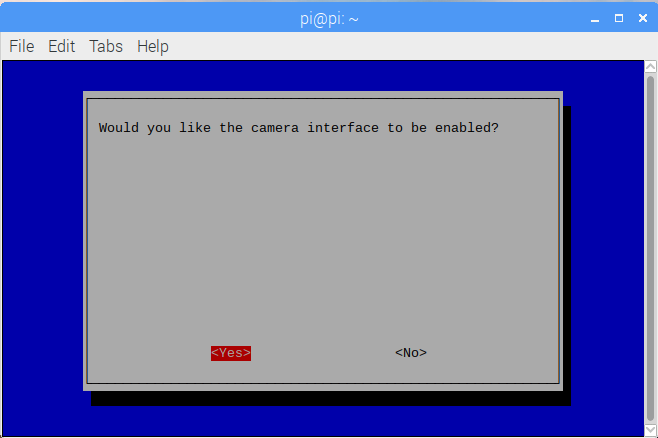 pi@pi: ~
File Edit Tabs Help
Would you like the camera interface to be enabled?
<Yes> <No>